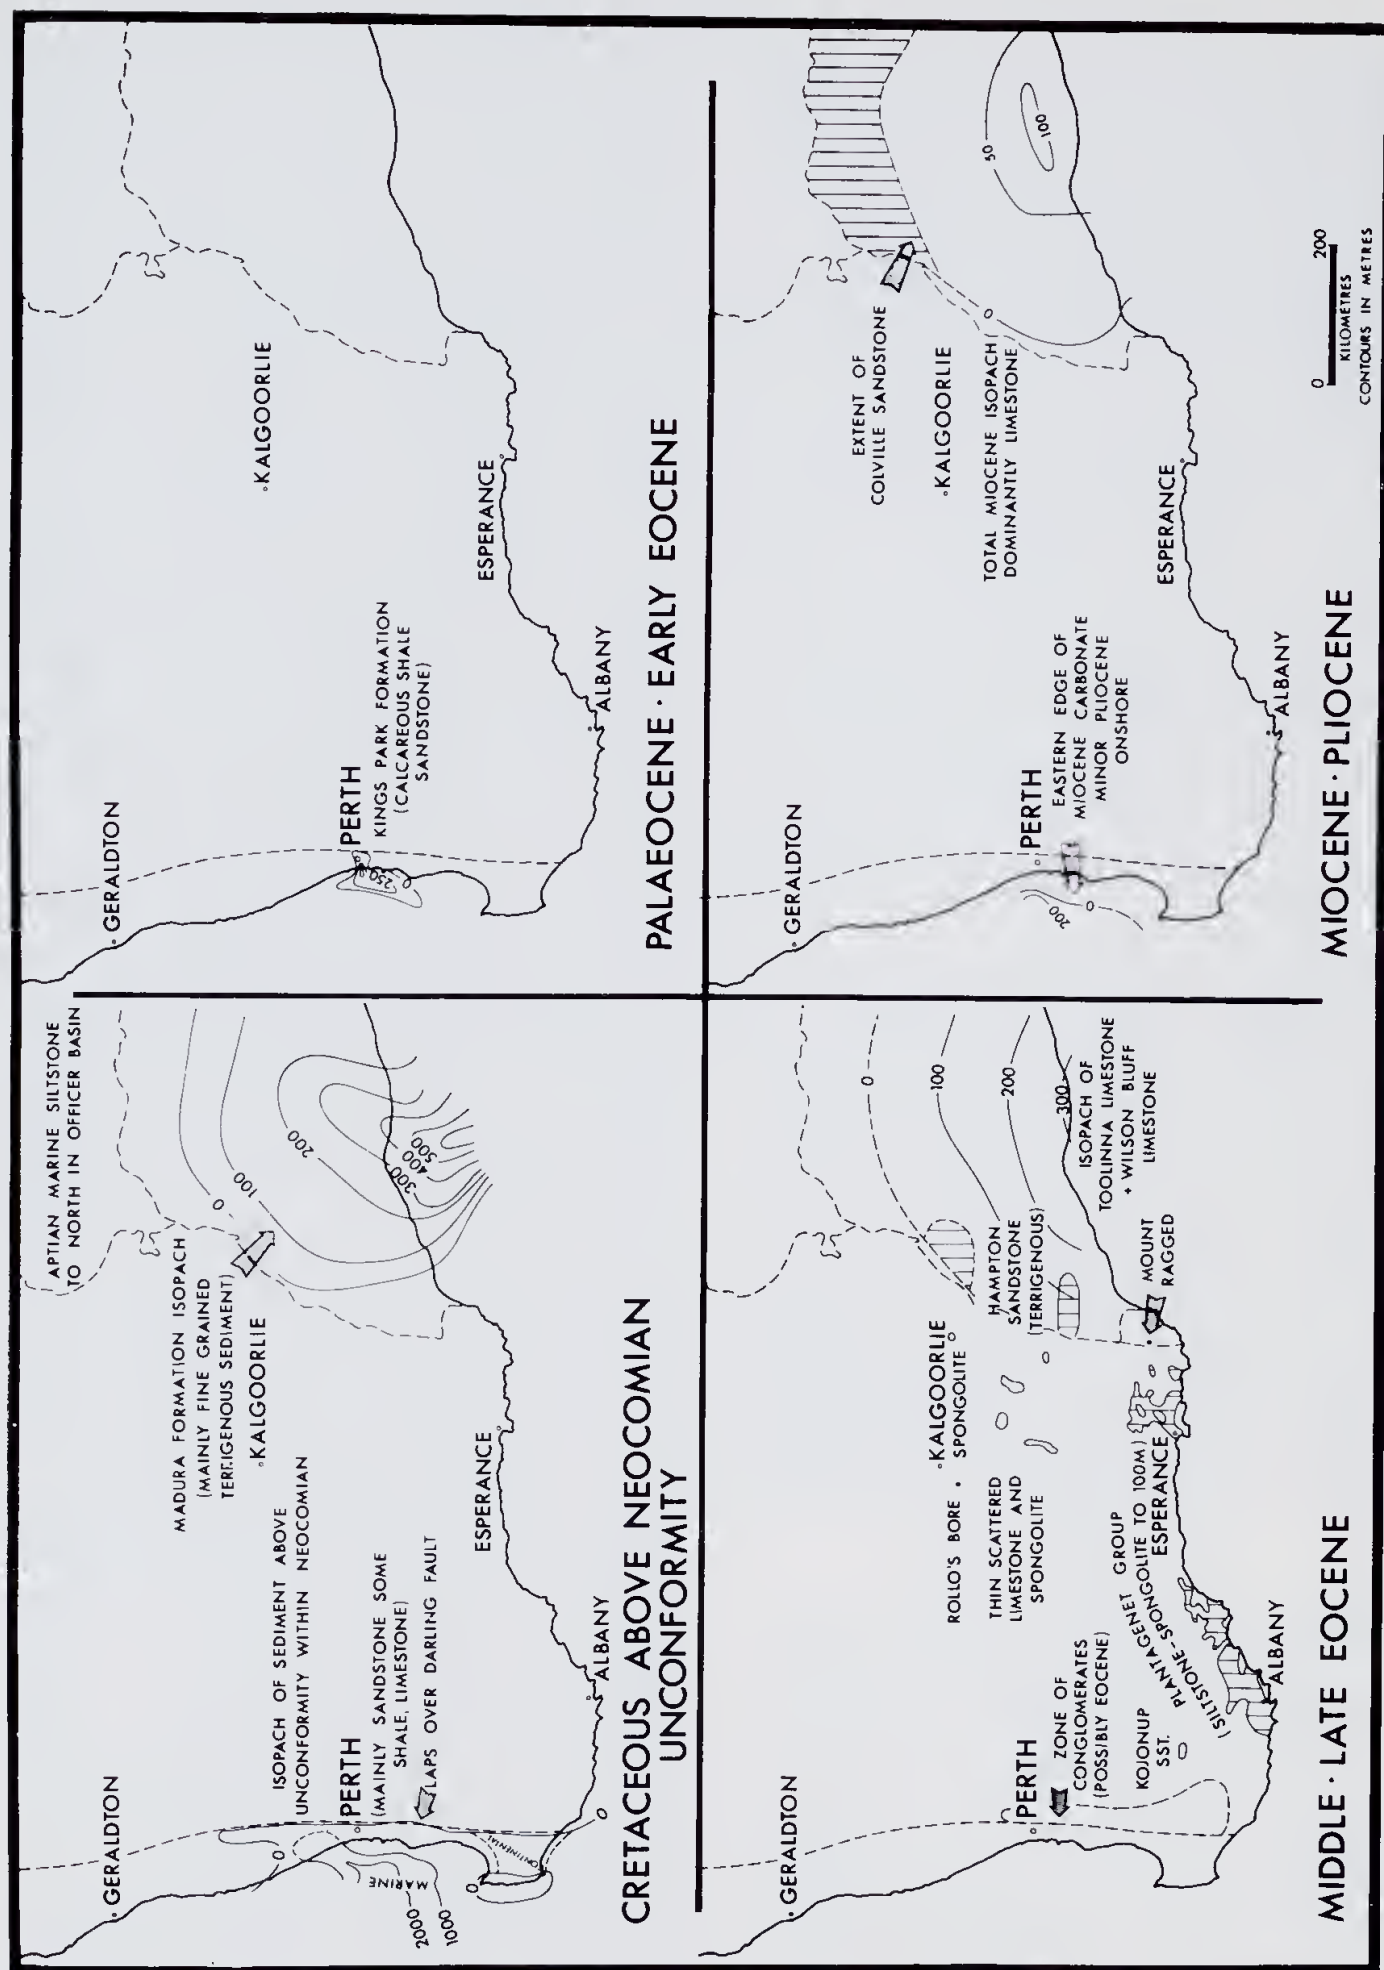 APTIAN MARINE SILTSTONE
TO NORTH IN OFFICER BASIN
MADURA FORMATION ISOPACH
(MAINLY FINE GRAINED
TERRIGENOUS SEDIMENT)
KALGOORLIE
0
100
200
300
400
500
GERALDTON
ISOPACH OF SEDIMENT ABOVE
UNCONFORMITY WITHIN NEOCOMIAN
PERTH
(MAINLY SANDSTONE SOME
SHALE, LIMESTONE)
LAPS OVER DARLING FAULT
0
MARINE
2000
1000
CONTINENTAL
0
0
ESPERANCE
ALBANY
CRETACEOUS ABOVE NEOCOMIAN
UNCONFORMITY
GERALDTON
KALGOORLIE
PERTH
KINGS PARK FORMATION
(CALCAREOUS SHALE
SANDSTONE)
250
0
ESPERANCE
ALBANY
PALAEOCENE · EARLY EOCENE
GERALDTON
ROLLO'S BORE
KALGOORLIE
SPONGOLITE
THIN SCATTERED
LIMESTONE AND
SPONGOLITE
HAMPTON
SANDSTONE
(TERRIGENOUS)
0
100
200
300
ISOPACH OF
TOOLINNA LIMESTONE
+ WILSON BLUFF
LIMESTONE
MOUNT
RAGGED
PERTH
ZONE OF
CONGLOMERATES
(POSSIBLY EOCENE)
KOJONUP
SST.
PLANTAGENET GROUP
(SILTSTONE-SPONGOLITE TO 100M)
ESPERANCE
ALBANY
MIDDLE · LATE EOCENE
GERALDTON
EXTENT OF
COLVILLE SANDSTONE
KALGOORLIE
TOTAL MIOCENE ISOPACH
DOMINANTLY LIMESTONE
0
50
100
PERTH
EASTERN EDGE OF
MIOCENE CARBONATE
MINOR PLIOCENE
ONSHORE
200
0
ESPERANCE
ALBANY
MIOCENE · PLIOCENE
0 200
KILOMETRES
CONTOURS IN METRES